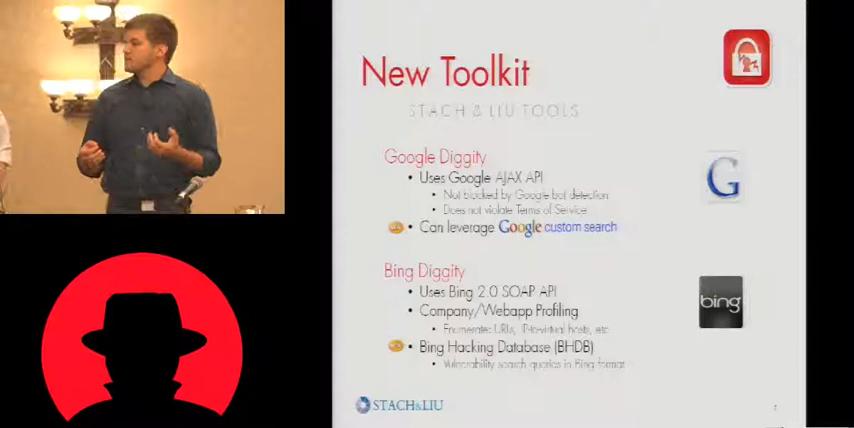 New Toolkit
STACH & LIU TOOLS
Google Diggity
• Uses Google AJAX API
• Not blocked by Google bot detection
• Does not violate Terms of Service
• Can leverage Google custom search
G
Bing Diggity
• Uses Bing 2.0 SOAP API
• Company/Webapp Profiling
• Enumerate: URLs, IP-to-virtual hosts, etc.
bing
• Bing Hacking Database (BHDB)
• Vulnerability search queries in Bing format
STACH&LIU